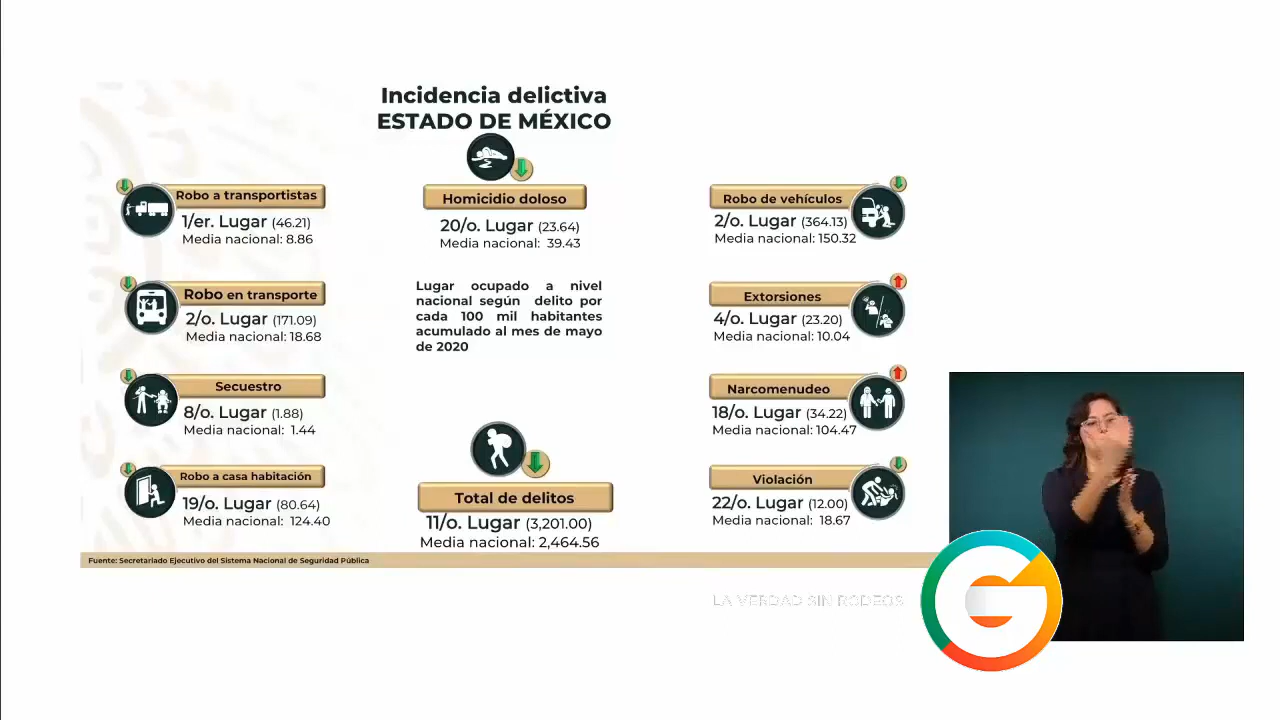 Incidencia delictiva
ESTADO DE MÉXICO
Robo a transportistas
1/er. Lugar (46.21)
Media nacional: 8.86
Robo en transporte
2/o. Lugar (171.09)
Media nacional: 18.68
Secuestro
8/o. Lugar (1.88)
Media nacional: 1.44
Robo a casa habitación
19/o. Lugar (80.64)
Media nacional: 124.40
Homicidio doloso
20/o. Lugar (23.64)
Media nacional: 39.43
Lugar ocupado a nivel
nacional según delito por
cada 100 mil habitantes
acumulado al mes de mayo
de 2020
Total de delitos
11/o. Lugar (3,201.00)
Media nacional: 2,464.56
Robo de vehículos
2/o. Lugar (364.13)
Media nacional: 150.32
Extorsiones
4/o. Lugar (23.20)
Media nacional: 10.04
Narcomenudeo
18/o. Lugar (34.22)
Media nacional: 104.47
Violación
22/o. Lugar (12.00)
Media nacional: 18.67
Fuente: Secretariado Ejecutivo del Sistema Nacional de Seguridad Pública
LA VERDAD SIN RODEOS
G